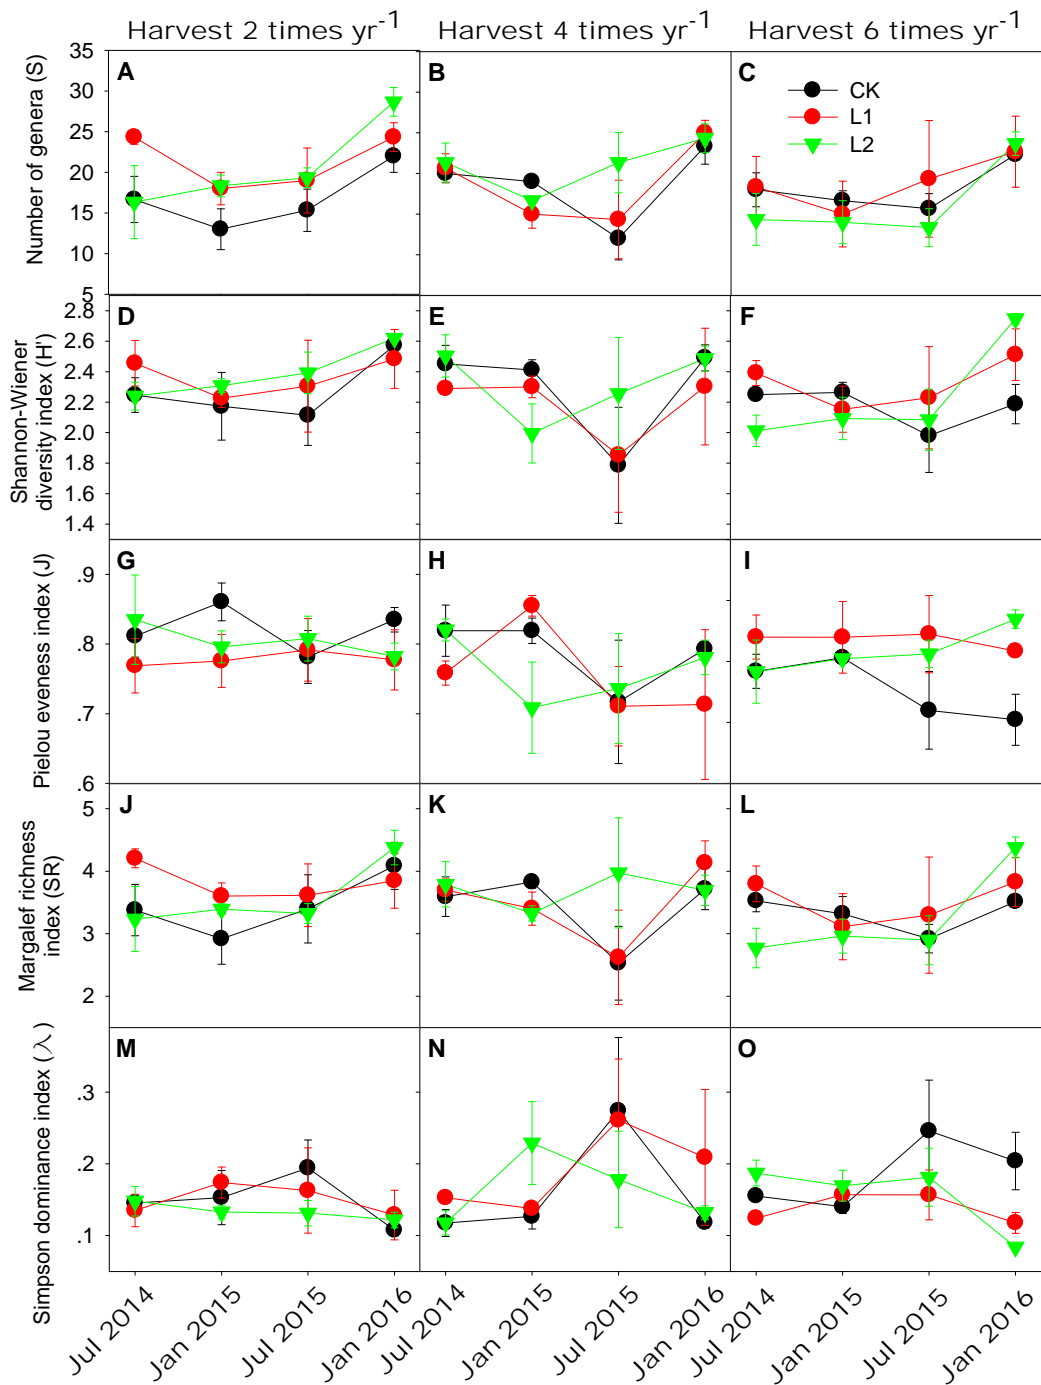 Harvest 2 times yr-1 Harvest 4 times yr-1 Harvest 6 times yr-1
Number of genera (S)
35
30
25
20
15
10
5
A B C
CK
L1
L2
Shannon-Wiener
diversity index (H')
2.8
2.6
2.4
2.2
2.0
1.8
1.6
1.4
D E F
Pielou eveness index (J)
.9
.8
.7
.6
G H I
Margalef richness
index (SR)
5
4
3
2
J K L
Simpson dominance index (λ)
.3
.2
.1
M N O
Jul 2014 Jan 2015 Jul 2015 Jan 2016 Jul 2014 Jan 2015 Jul 2015 Jan 2016 Jul 2014 Jan 2015 Jul 2015 Jan 2016